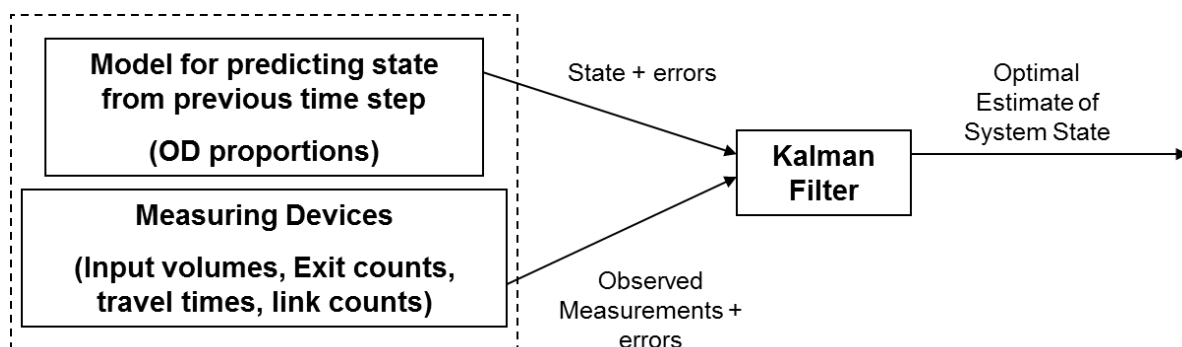 Model for predicting state
from previous time step
(OD proportions)
Measuring Devices
(Input volumes, Exit counts,
travel times, link counts)
State + errors
Observed
Measurements +
errors
Kalman
Filter
Optimal
Estimate of
System State